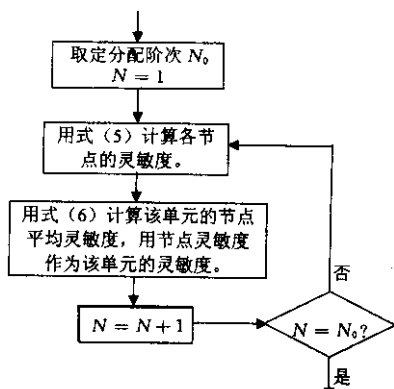 取定分配阶次 N₀
N = 1
用式（5）计算各节
点的灵敏度。
用式（6）计算该单元的节点
平均灵敏度，用节点灵敏度
作为该单元的灵敏度。
否
N = N + 1
N = N₀?
是